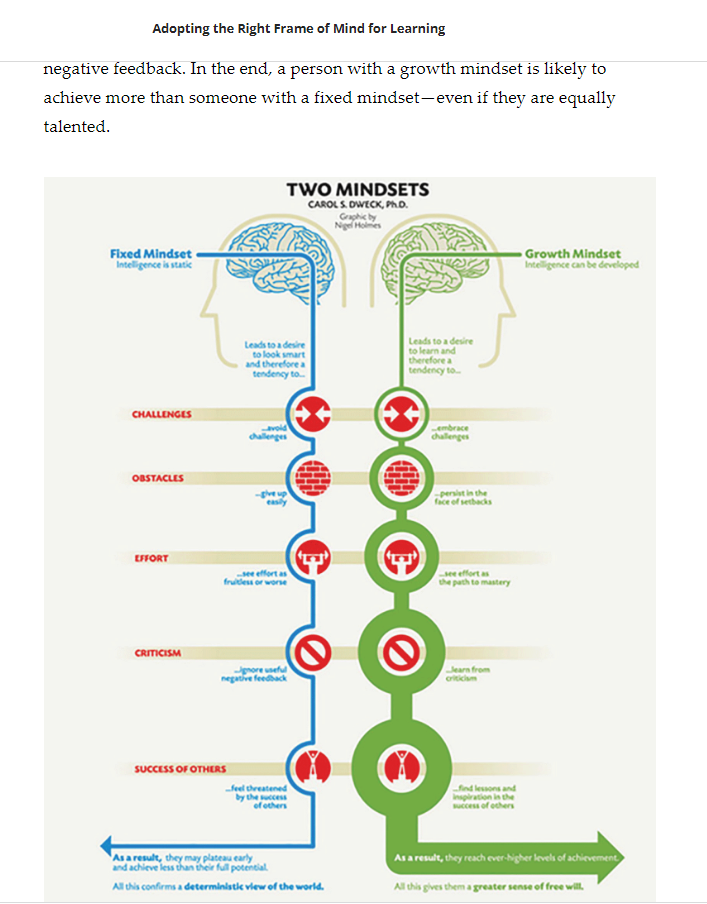 Adopting the Right Frame of Mind for Learning
negative feedback. In the end, a person with a growth mindset is likely to
achieve more than someone with a fixed mindset—even if they are equally
talented.
TWO MINDSETS
CAROL S. DWECK, Ph.D.
Graphic by
Nigel Holmes
Fixed Mindset
Intelligence is static
Growth Mindset
Intelligence can be developed
Leads to a desire
to look smart
and therefore a
tendency to...
Leads to a desire
to learn and
therefore a
tendency to...
CHALLENGES
...avoid
challenges
...embrace
challenges
OBSTACLES
...give up
easily
...persist in the
face of setbacks
EFFORT
...see effort as
fruitless or worse
...see effort as
the path to mastery
CRITICISM
...ignore useful
negative feedback
...learn from
criticism
SUCCESS OF OTHERS
...feel threatened
by the success
of others
...find lessons and
inspiration in the
success of others
As a result, they may plateau early
and achieve less than their full potential.
All this confirms a deterministic view of the world.
As a result, they reach ever-higher levels of achievement.
All this gives them a greater sense of free will.